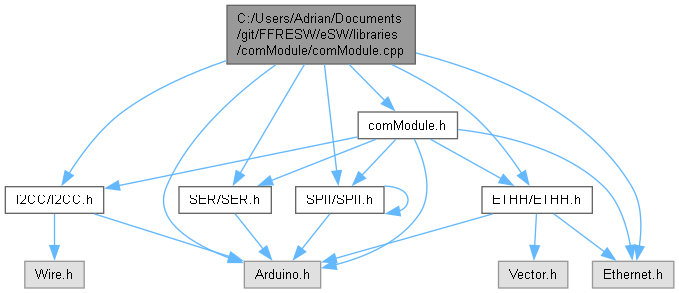 C:/Users/Adrian/Documents
/git/FFRESW/eSW/libraries
/comModule/comModule.cpp
comModule.h
I2CC/I2CC.h
SER/SER.h
SPII/SPII.h
ETHH/ETHH.h
Wire.h
Arduino.h
Vector.h
Ethernet.h